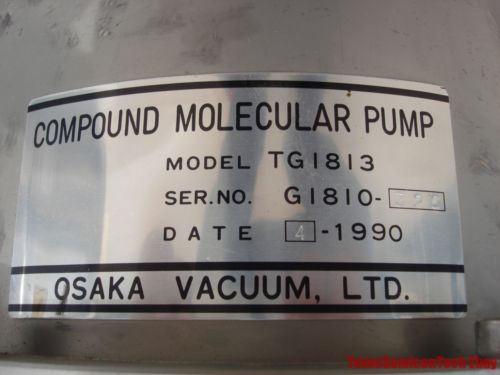 COMPOUND MOLECULAR PUMP
MODEL TG1813
SER.NO. G1810-
DATE 4-1990
OSAKA VACUUM, LTD.